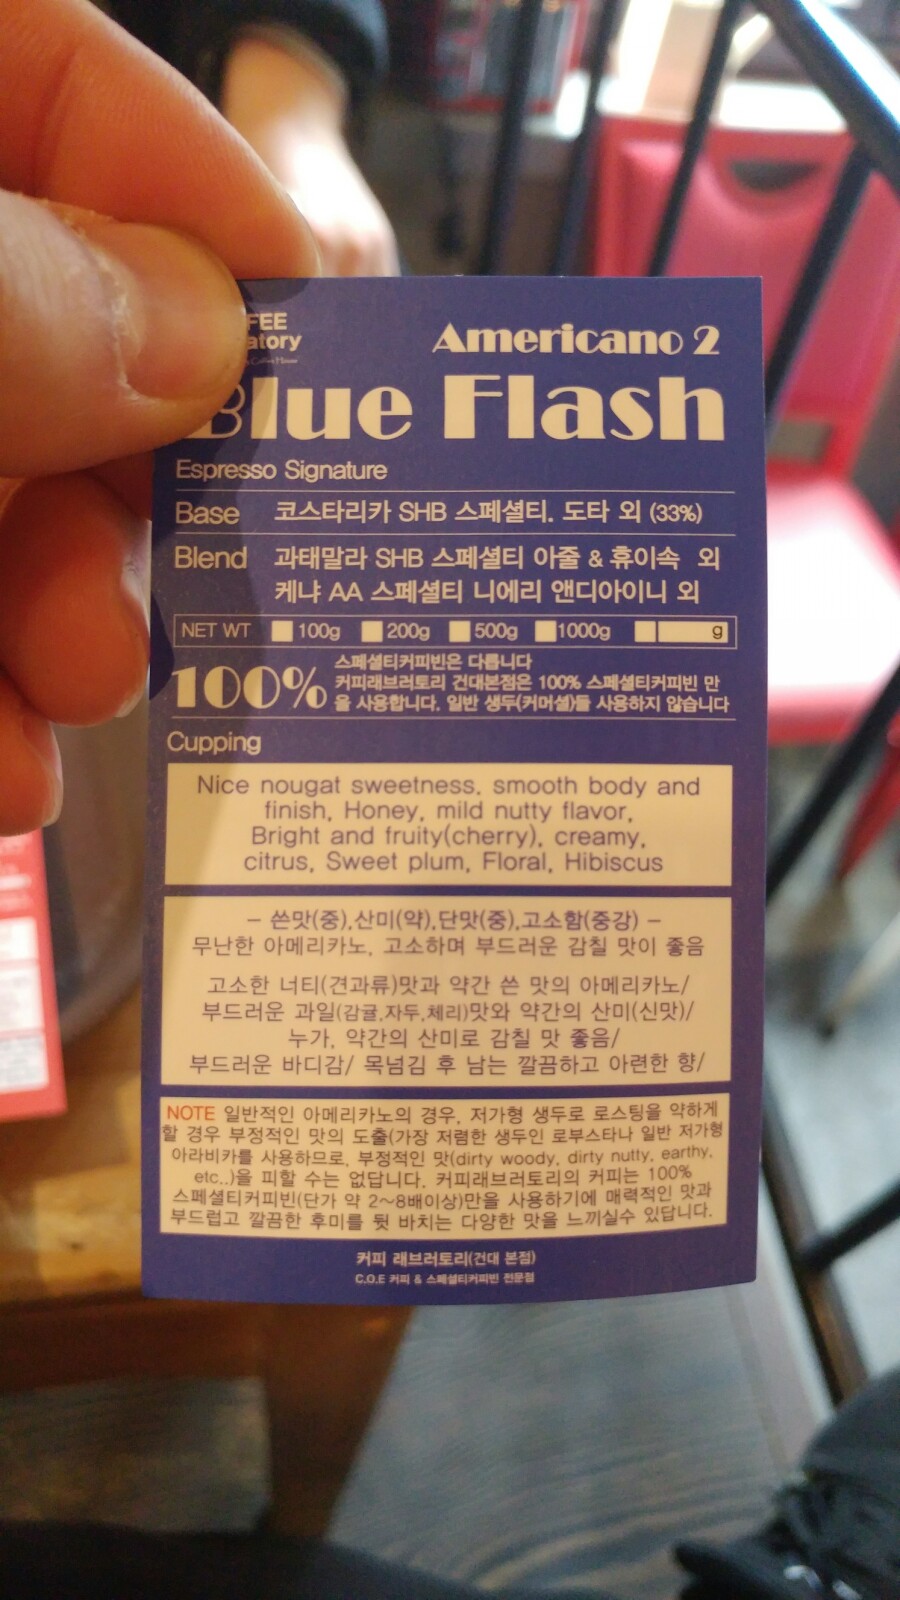 FEE
atory
Americano 2
Blue Flash
Espresso Signature
Base 코스타리카 SHB 스페셜티. 도타 외 (33%)
Blend 과태말라 SHB 스페셜티 아줄 & 휴이속 외
케냐 AA 스페셜티 니에리 앤디아이니 외
NET WT 100g 200g 500g 1000g g
100%
스페셜티커피빈은 다릅니다
커피래브러토리 건대본점은 100% 스페셜티커피빈 만
을 사용합니다. 일반 생두(커머셜)들 사용하지 않습니다
Cupping
Nice nougat sweetness, smooth body and
finish, Honey, mild nutty flavor,
Bright and fruity(cherry), creamy,
citrus, Sweet plum, Floral, Hibiscus
– 쓴맛(중),산미(약),단맛(중),고소함(중강) –
무난한 아메리카노, 고소하며 부드러운 감칠 맛이 좋음
고소한 너티(견과류)맛과 약간 쓴 맛의 아메리카노/
부드러운 과일(감귤,자두,체리)맛와 약간의 산미(신맛)/
누가, 약간의 산미로 감칠 맛 좋음/
부드러운 바디감/ 목넘김 후 남는 깔끔하고 아련한 향/
NOTE 일반적인 아메리카노의 경우, 저가형 생두로 로스팅을 약하게
할 경우 부정적인 맛의 도출(가장 저렴한 생두인 로부스타나 일반 저가형
아라비카를 사용하므로, 부정적인 맛(dirty woody, dirty nutty, earthy,
etc..)을 피할 수는 없답니다. 커피래브러토리의 커피는 100%
스페셜티커피빈(단가 약 2~8배이상)만을 사용하기에 매력적인 맛과
부드럽고 깔끔한 후미를 뒷 바치는 다양한 맛을 느끼실수 있답니다.
커피 래브러토리(건대 본점)
C.O.E 커피 & 스페셜티커피빈 전문점